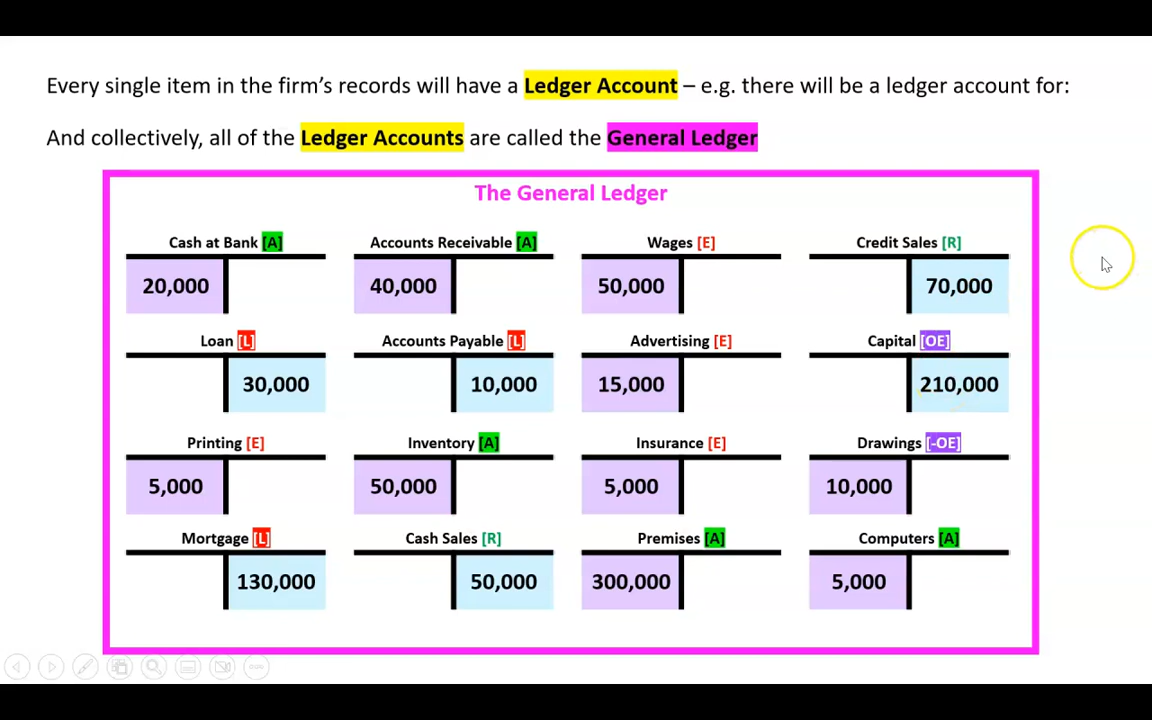 Every single item in the firm's records will have a Ledger Account – e.g. there will be a ledger account for:
And collectively, all of the Ledger Accounts are called the General Ledger
The General Ledger
Cash at Bank [A] Accounts Receivable [A] Wages [E] Credit Sales [R]
20,000 40,000 50,000 70,000
Loan [L] Accounts Payable [L] Advertising [E] Capital [OE]
30,000 10,000 15,000 210,000
Printing [E] Inventory [A] Insurance [E] Drawings [-OE]
5,000 50,000 5,000 10,000
Mortgage [L] Cash Sales [R] Premises [A] Computers [A]
130,000 50,000 300,000 5,000